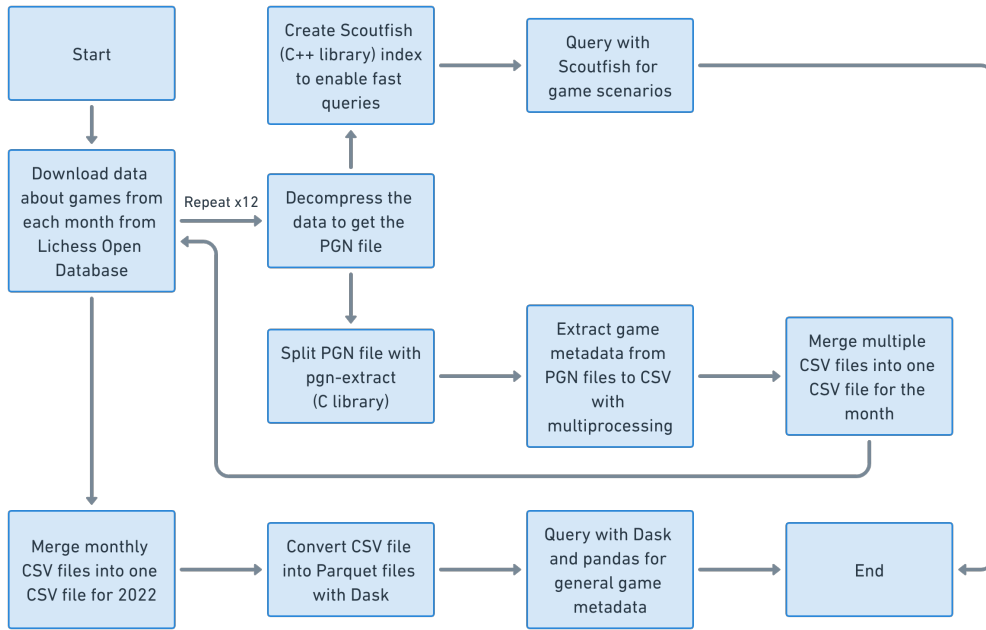 Start
Create Scoutfish
(C++ library) index
to enable fast
queries
Query with
Scoutfish for
game scenarios
Download data
about games from
each month from
Lichess Open
Database
Repeat x12
Decompress the
data to get the
PGN file
Split PGN file with
pgn-extract
(C library)
Extract game
metadata from
PGN files to CSV
with
multiprocessing
Merge multiple
CSV files into one
CSV file for the
month
Merge monthly
CSV files into one
CSV file for 2022
Convert CSV file
into Parquet files
with Dask
Query with Dask
and pandas for
general game
metadata
End